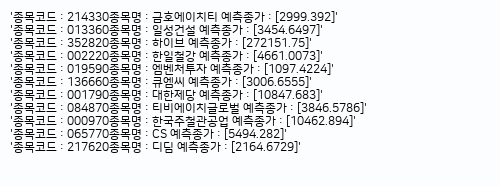 '종목코드 : 214330종목명 : 금호에이치티 예측종가 : [2999.392]'
'종목코드 : 013360종목명 : 일성건설 예측종가 : [3454.6497]'
'종목코드 : 352820종목명 : 하이브 예측종가 : [272151.75]'
'종목코드 : 002220종목명 : 한일철강 예측종가 : [4661.0073]'
'종목코드 : 019590종목명 : 엠벤처투자 예측종가 : [1097.4224]'
'종목코드 : 136660종목명 : 큐엠씨 예측종가 : [3006.6555]'
'종목코드 : 001790종목명 : 대한제당 예측종가 : [10847.683]'
'종목코드 : 084870종목명 : 티비에이치글로벌 예측종가 : [3846.5786]'
'종목코드 : 000970종목명 : 한국주철관공업 예측종가 : [10462.894]'
'종목코드 : 065770종목명 : CS 예측종가 : [5494.282]'
'종목코드 : 217620종목명 : 디딤 예측종가 : [2164.6729]'